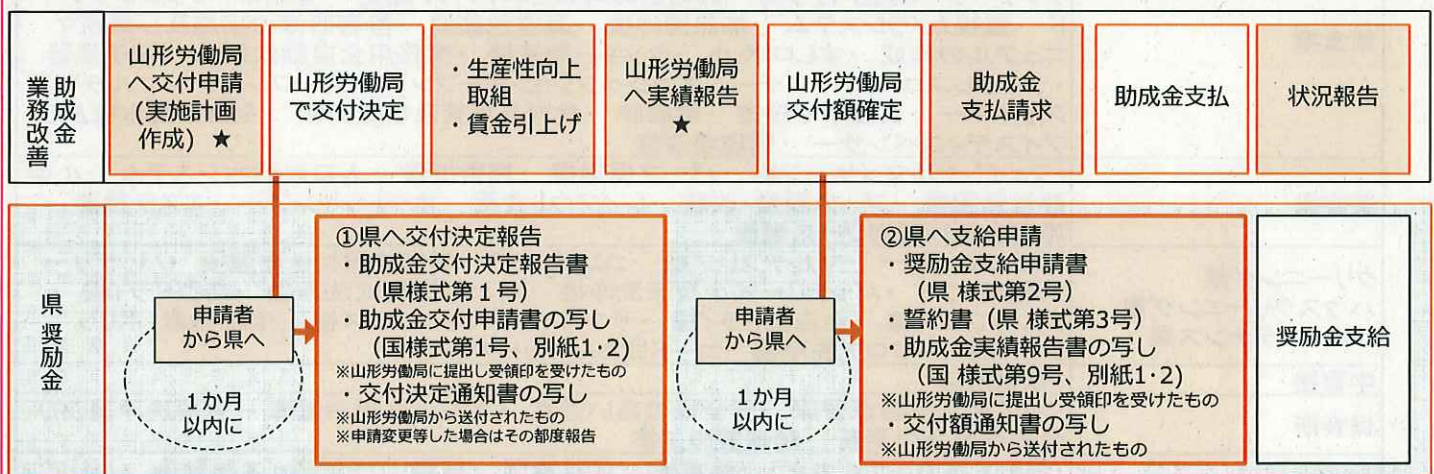 業務改善
助成金
山形労働局
へ交付申請
(実施計画
作成) ★
山形労働局
で交付決定
・生産性向上
取組
・賃金引上げ
山形労働局
へ実績報告
★
山形労働局
交付額確定
助成金
支払請求
助成金支払
状況報告
県 奨励金
申請者
から県へ
1か月
以内に
①県へ交付決定報告
・助成金交付決定報告書
(県様式第1号)
・助成金交付申請書の写し
(国様式第1号、別紙1·2)
※山形労働局に提出し受領印を受けたもの
・交付決定通知書の写し
※山形労働局から送付されたもの
※申請変更等した場合はその都度報告
申請者
から県へ
1か月
以内に
②県へ支給申請
・奨励金支給申請書
(県 様式第2号)
・誓約書(県 様式第3号)
・助成金実績報告書の写し
(国 様式第9号、別紙1·2)
※山形労働局に提出し受領印を受けたもの
・交付額通知書の写し
※山形労働局から送付されたもの
奨励金支給